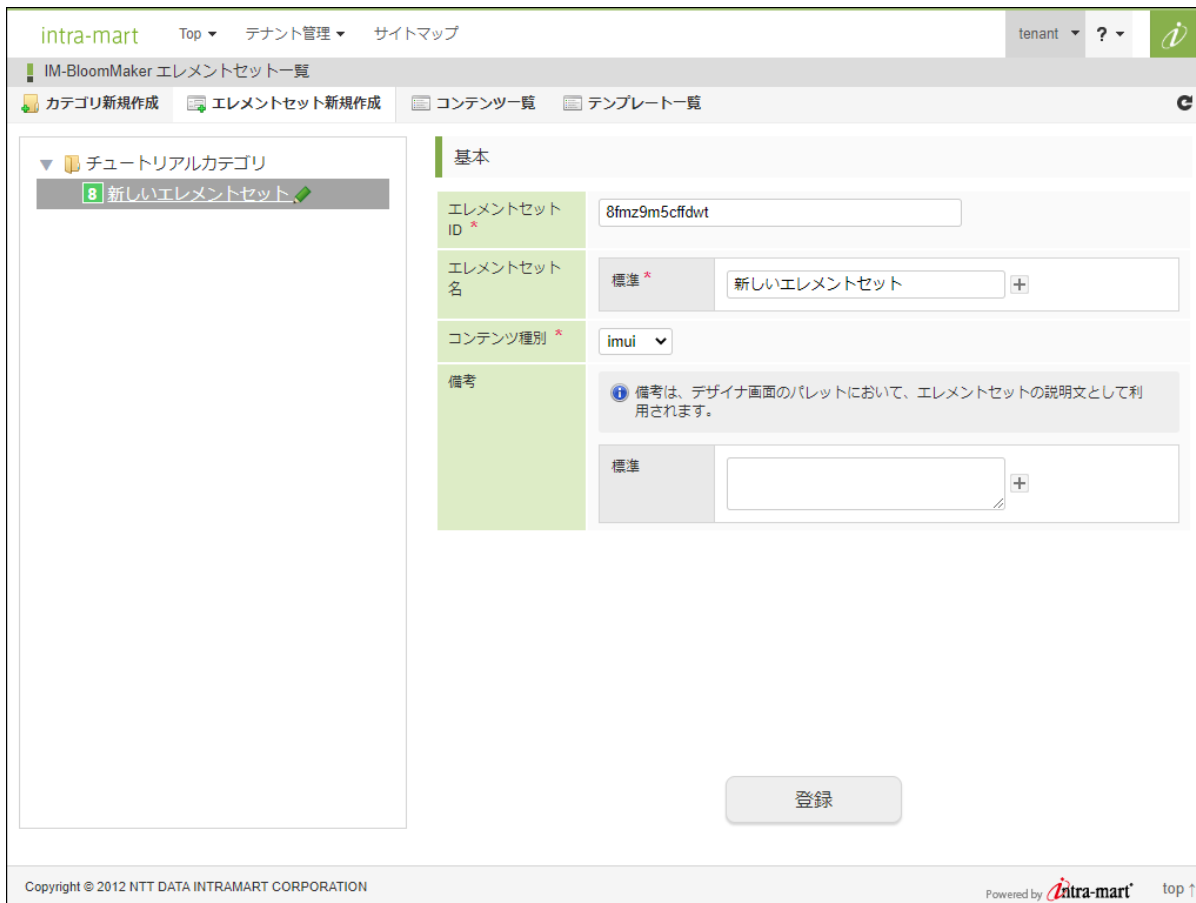 intra-mart Top ▼ テナント管理 ▼ サイトマップ tenant ▼ ? ▼
IM-BloomMaker エレメントセット一覧
カテゴリ新規作成 エレメントセット新規作成 コンテンツ一覧 テンプレート一覧
チュートリアルカテゴリ
8 新しいエレメントセット
基本
エレメントセット
ID *
8fmz9m5cffdwt
エレメントセット
名
標準 *
新しいエレメントセット
コンテンツ種別 *
imui
備考
備考は、デザイナ画面のパレットにおいて、エレメントセットの説明文として利
用されます。
標準
登録
Copyright © 2012 NTT DATA INTRAMART CORPORATION
Powered by intra-mart
top ↑